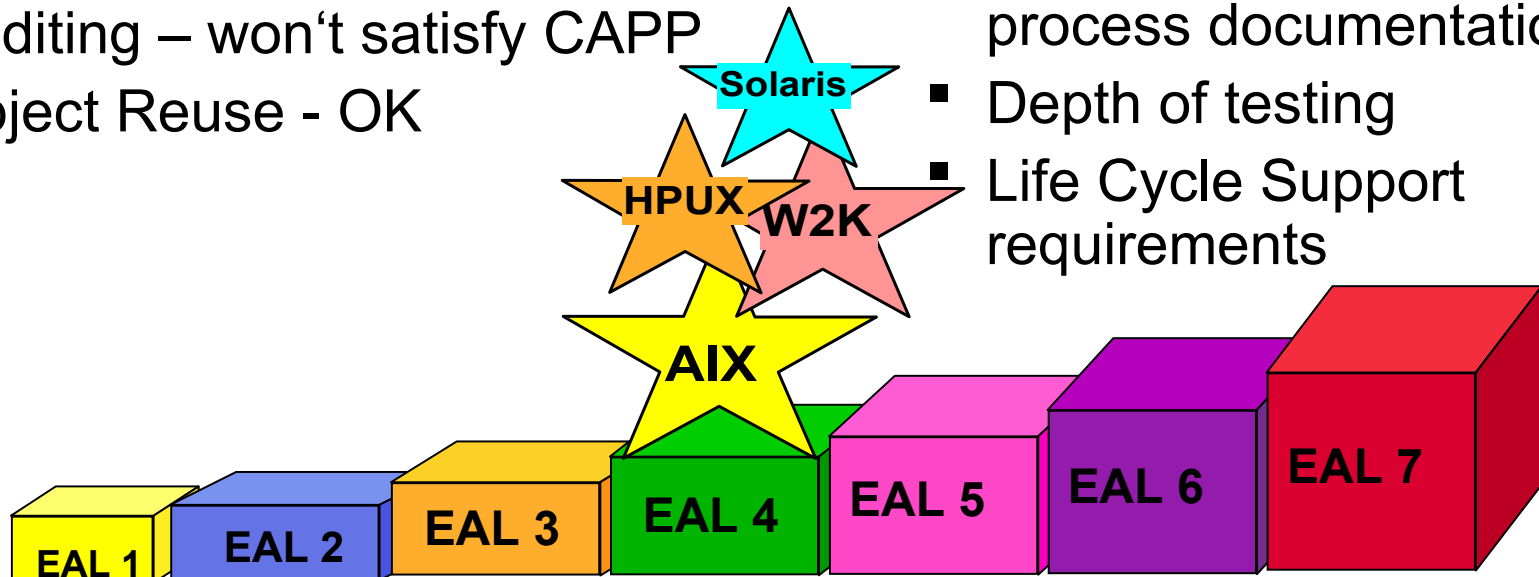 diting – won‘t satisfy CAPP
ject Reuse - OK
process documentatio
▪ Depth of testing
▪ Life Cycle Support
requirements
Solaris
HPUX
W2K
AIX
EAL 1
EAL 2
EAL 3
EAL 4
EAL 5
EAL 6
EAL 7